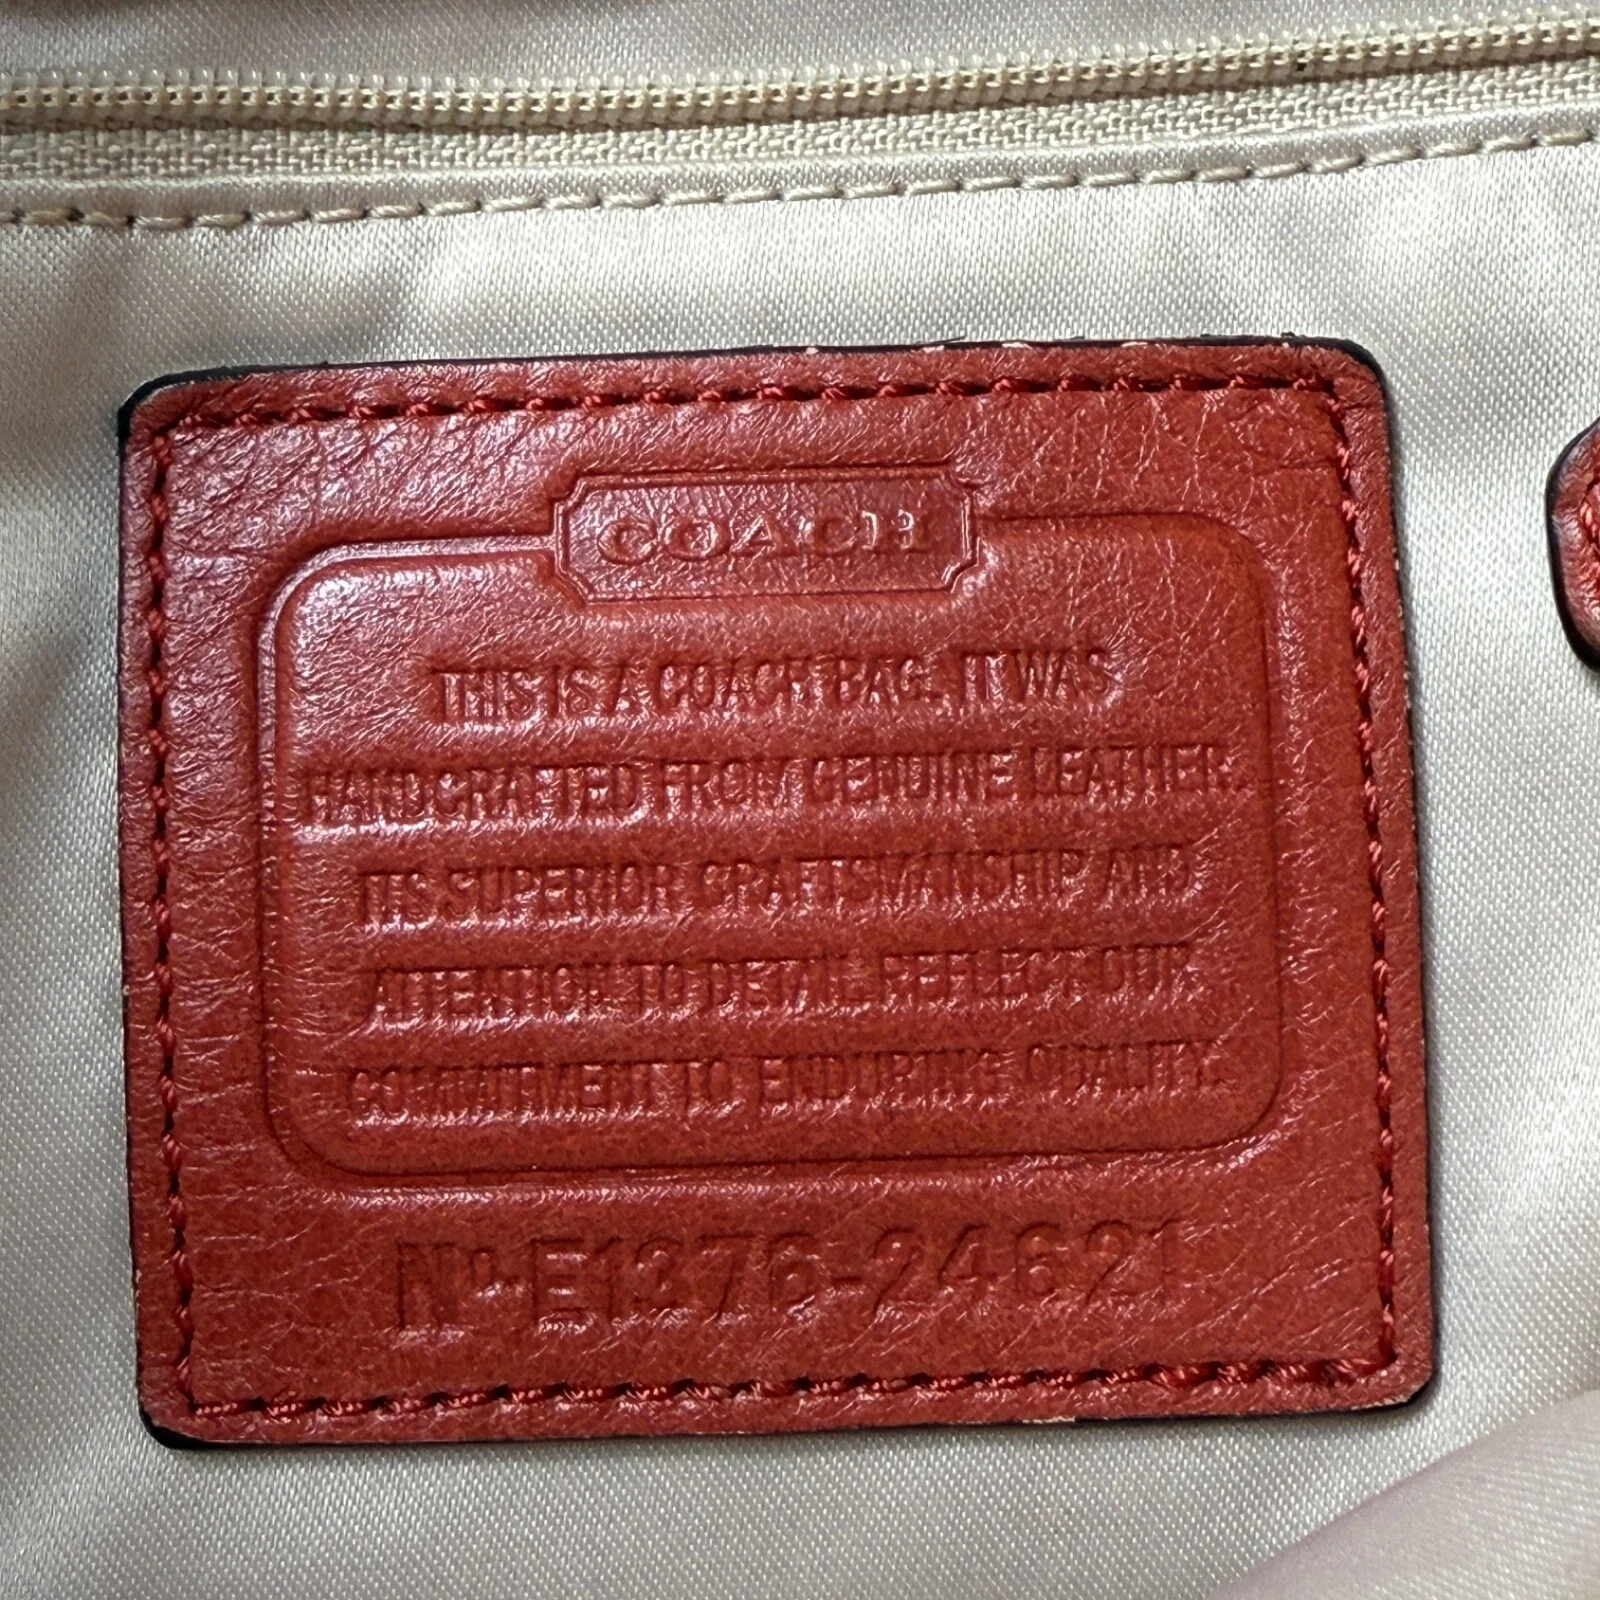 COACH
THIS IS A COACH BAG. IT WAS
HANDCRAFTED FROM GENUINE LEATHER.
ITS SUPERIOR CRAFTSMANSHIP AND
ATTENTION TO DETAIL REFLECT OUR
COMMITMENT TO ENDURING QUALITY.
Nº E1376-24621